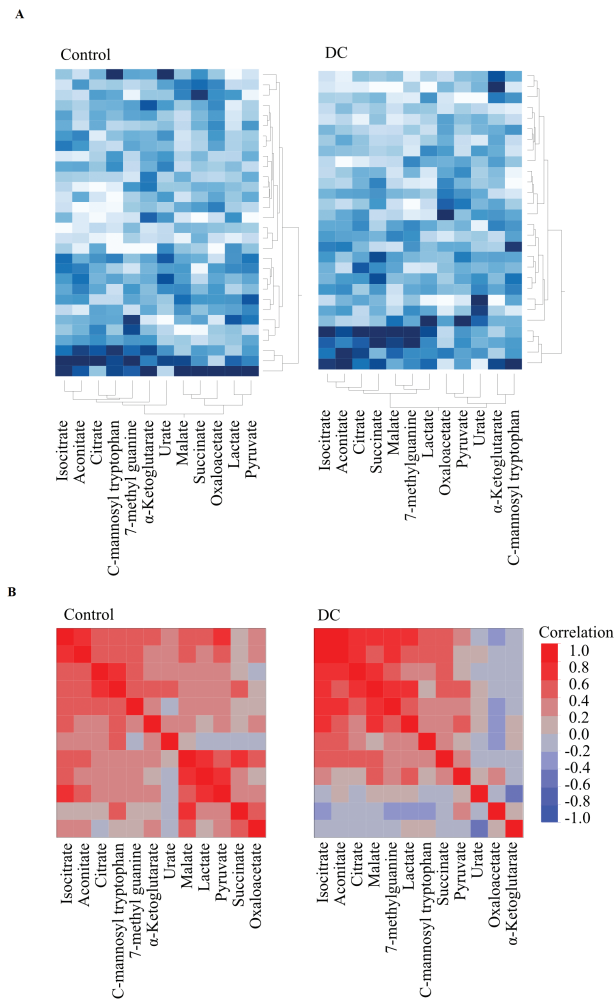 A
Control
DC
Isocitrate
Aconitate
Citrate
C-mannosyl tryptophan
7-methyl guanine
α-Ketoglutarate
Urate
Malate
Succinate
Oxaloacetate
Lactate
Pyruvate
Isocitrate
Aconitate
Citrate
Succinate
Malate
7-methylguanine
Lactate
Oxaloacetate
Pyruvate
Urate
α-Ketoglutarate
C-mannosyl tryptophan
B
Control
DC
Correlation
1.0
0.8
0.6
0.4
0.2
0.0
-0.2
-0.4
-0.6
-0.8
-1.0
Isocitrate
Aconitate
Citrate
C-mannosyl tryptophan
7-methyl guanine
α-Ketoglutarate
Urate
Malate
Lactate
Pyruvate
Succinate
Oxaloacetate
Isocitrate
Aconitate
Citrate
Malate
7-methylguanine
Lactate
C-mannosyl tryptophan
Succinate
Pyruvate
Urate
Oxaloacetate
α-Ketoglutarate